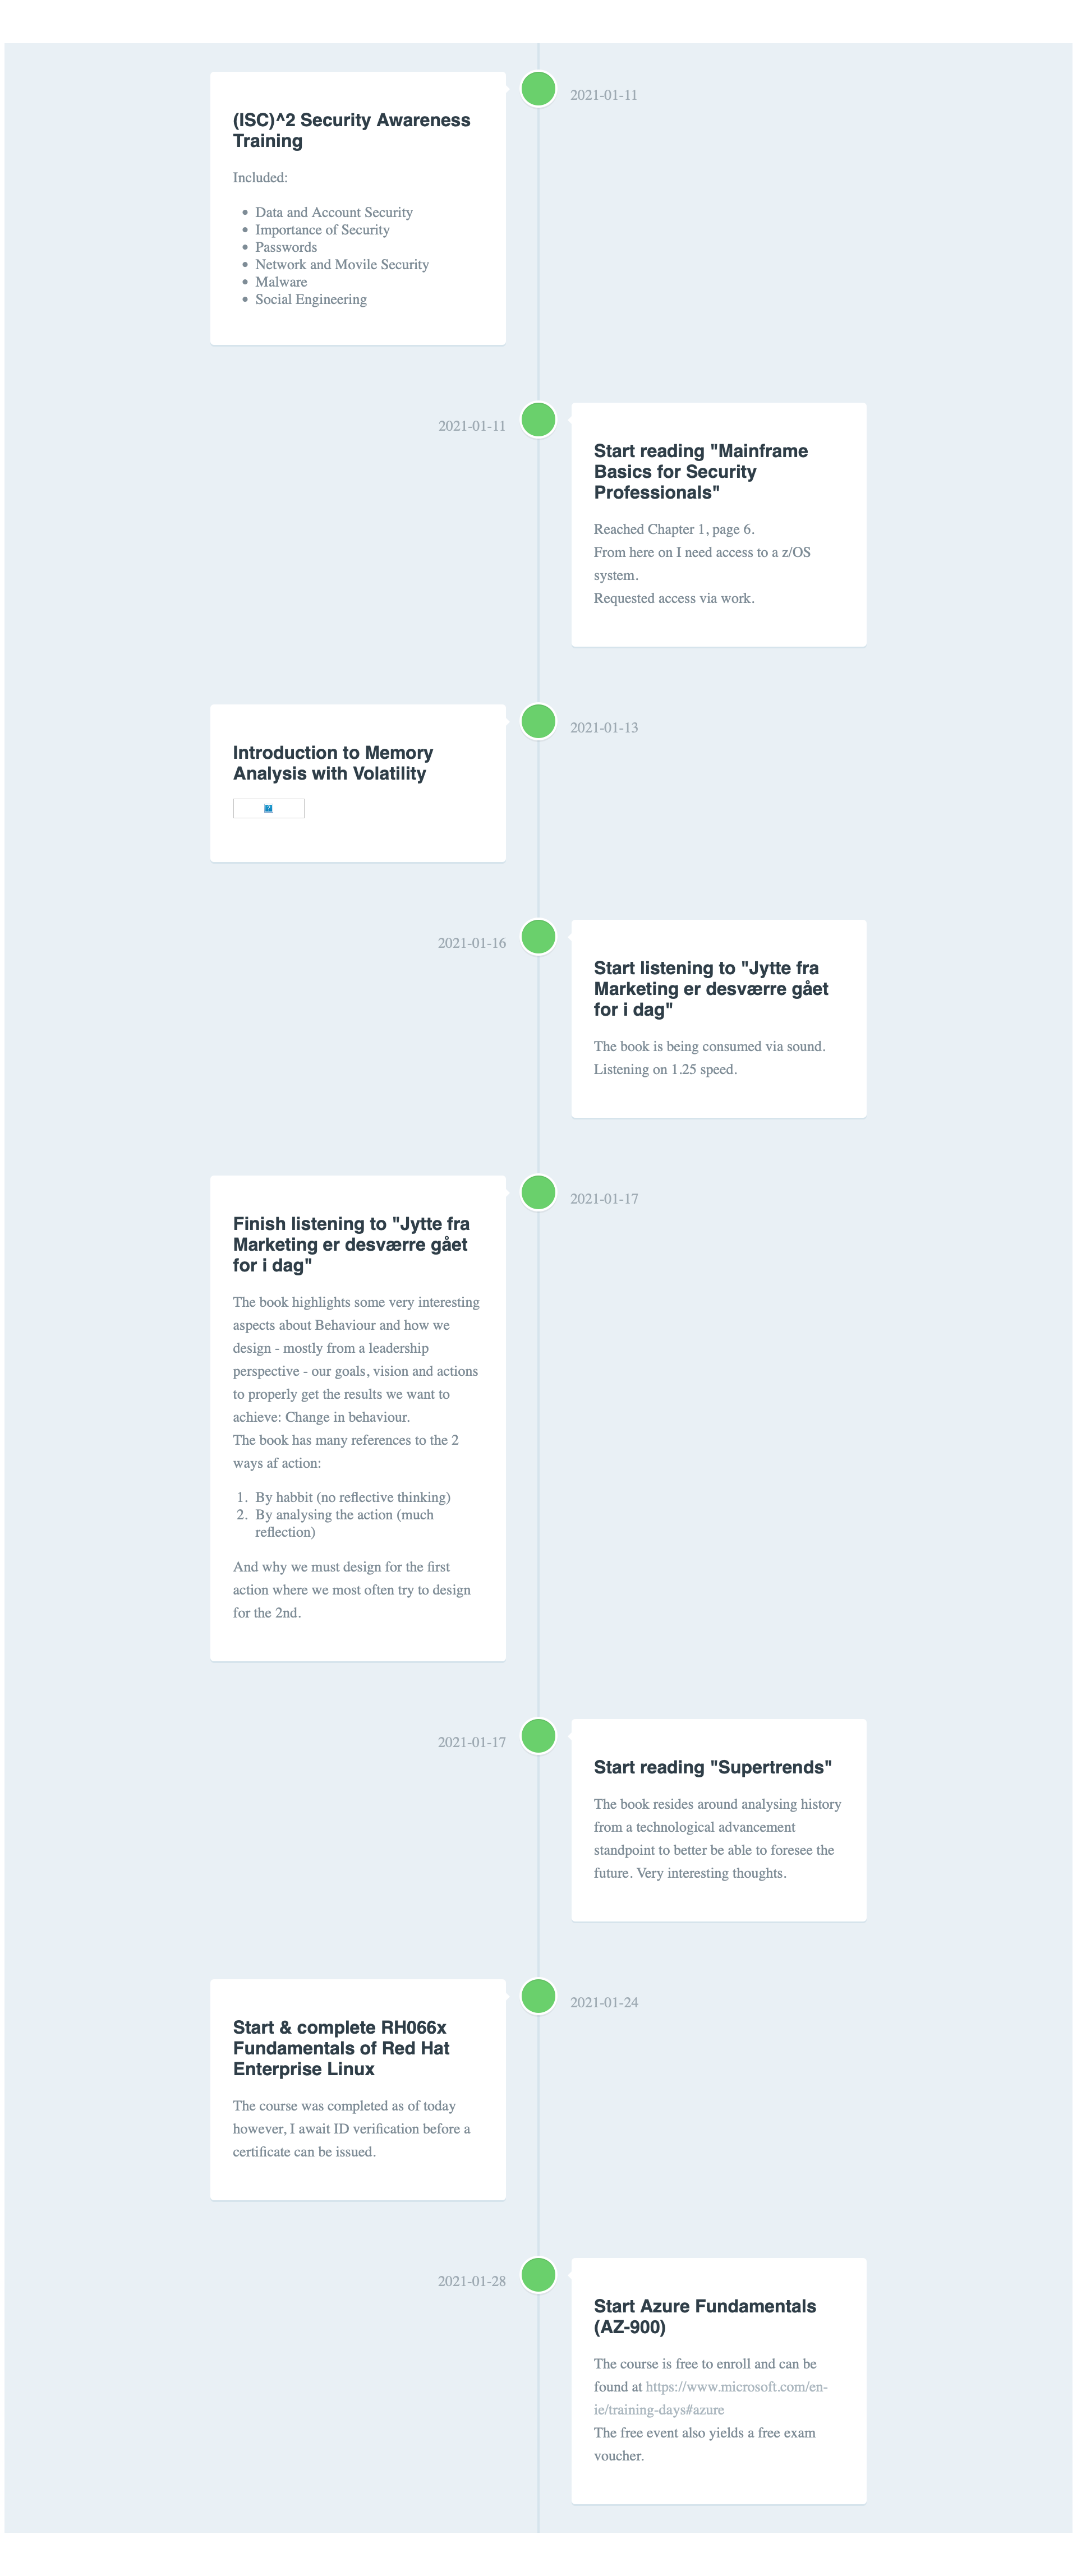 2021-01-11
(ISC)^2 Security Awareness
Training
Included:
Data and Account Security
Importance of Security
Passwords
Network and Movile Security
Malware
Social Engineering
2021-01-11
Start reading "Mainframe
Basics for Security
Professionals"
Reached Chapter 1, page 6.
From here on I need access to a z/OS
system.
Requested access via work.
2021-01-13
Introduction to Memory
Analysis with Volatility
2021-01-16
Start listening to "Jytte fra
Marketing er desværre gået
for i dag"
The book is being consumed via sound.
Listening on 1.25 speed.
2021-01-17
Finish listening to "Jytte fra
Marketing er desværre gået
for i dag"
The book highlights some very interesting
aspects about Behaviour and how we
design - mostly from a leadership
perspective - our goals, vision and actions
to properly get the results we want to
achieve: Change in behaviour.
The book has many references to the 2
ways af action:
1. By habbit (no reflective thinking)
2. By analysing the action (much
reflection)
And why we must design for the first
action where we most often try to design
for the 2nd.
2021-01-17
Start reading "Supertrends"
The book resides around analysing history
from a technological advancement
standpoint to better be able to foresee the
future. Very interesting thoughts.
2021-01-24
Start & complete RH066x
Fundamentals of Red Hat
Enterprise Linux
The course was completed as of today
however, I await ID verification before a
certificate can be issued.
2021-01-28
Start Azure Fundamentals
(AZ-900)
The course is free to enroll and can be
found at https://www.microsoft.com/en-
ie/training-days#azure
The free event also yields a free exam
voucher.